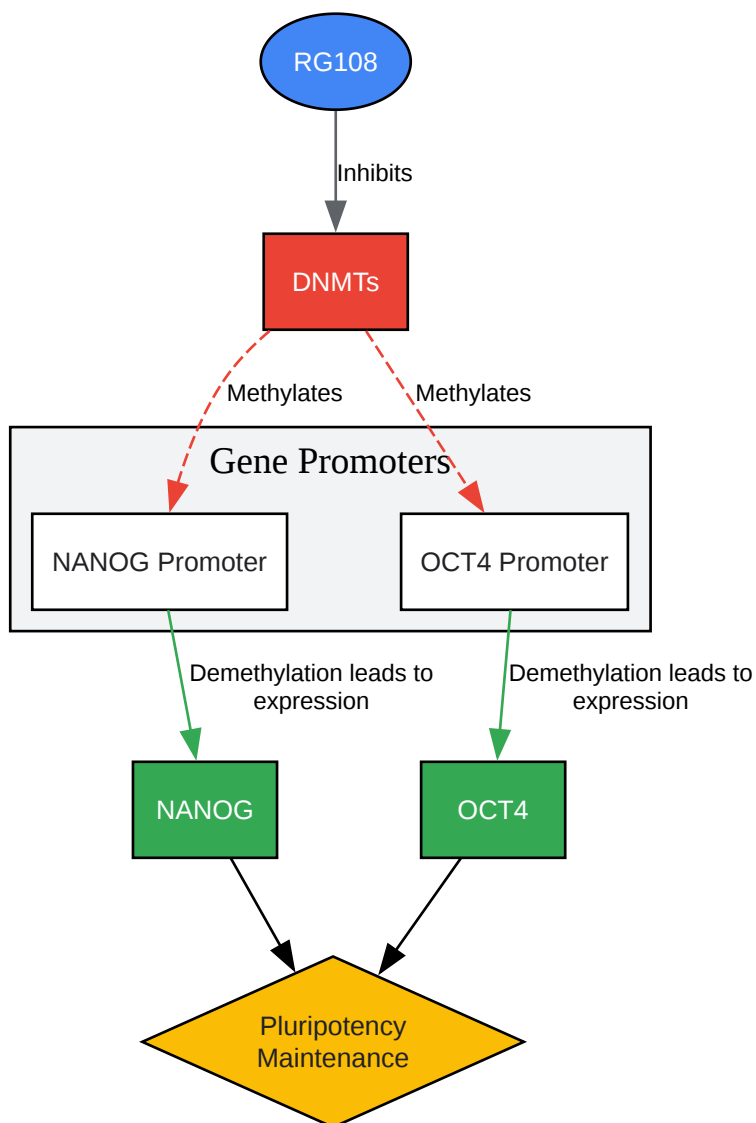 RG108
Inhibits
DNMTs
Methylates
Methylates
Gene Promoters
NANOG Promoter
OCT4 Promoter
Demethylation leads to
expression
Demethylation leads to
expression
NANOG
OCT4
Pluripotency
Maintenance